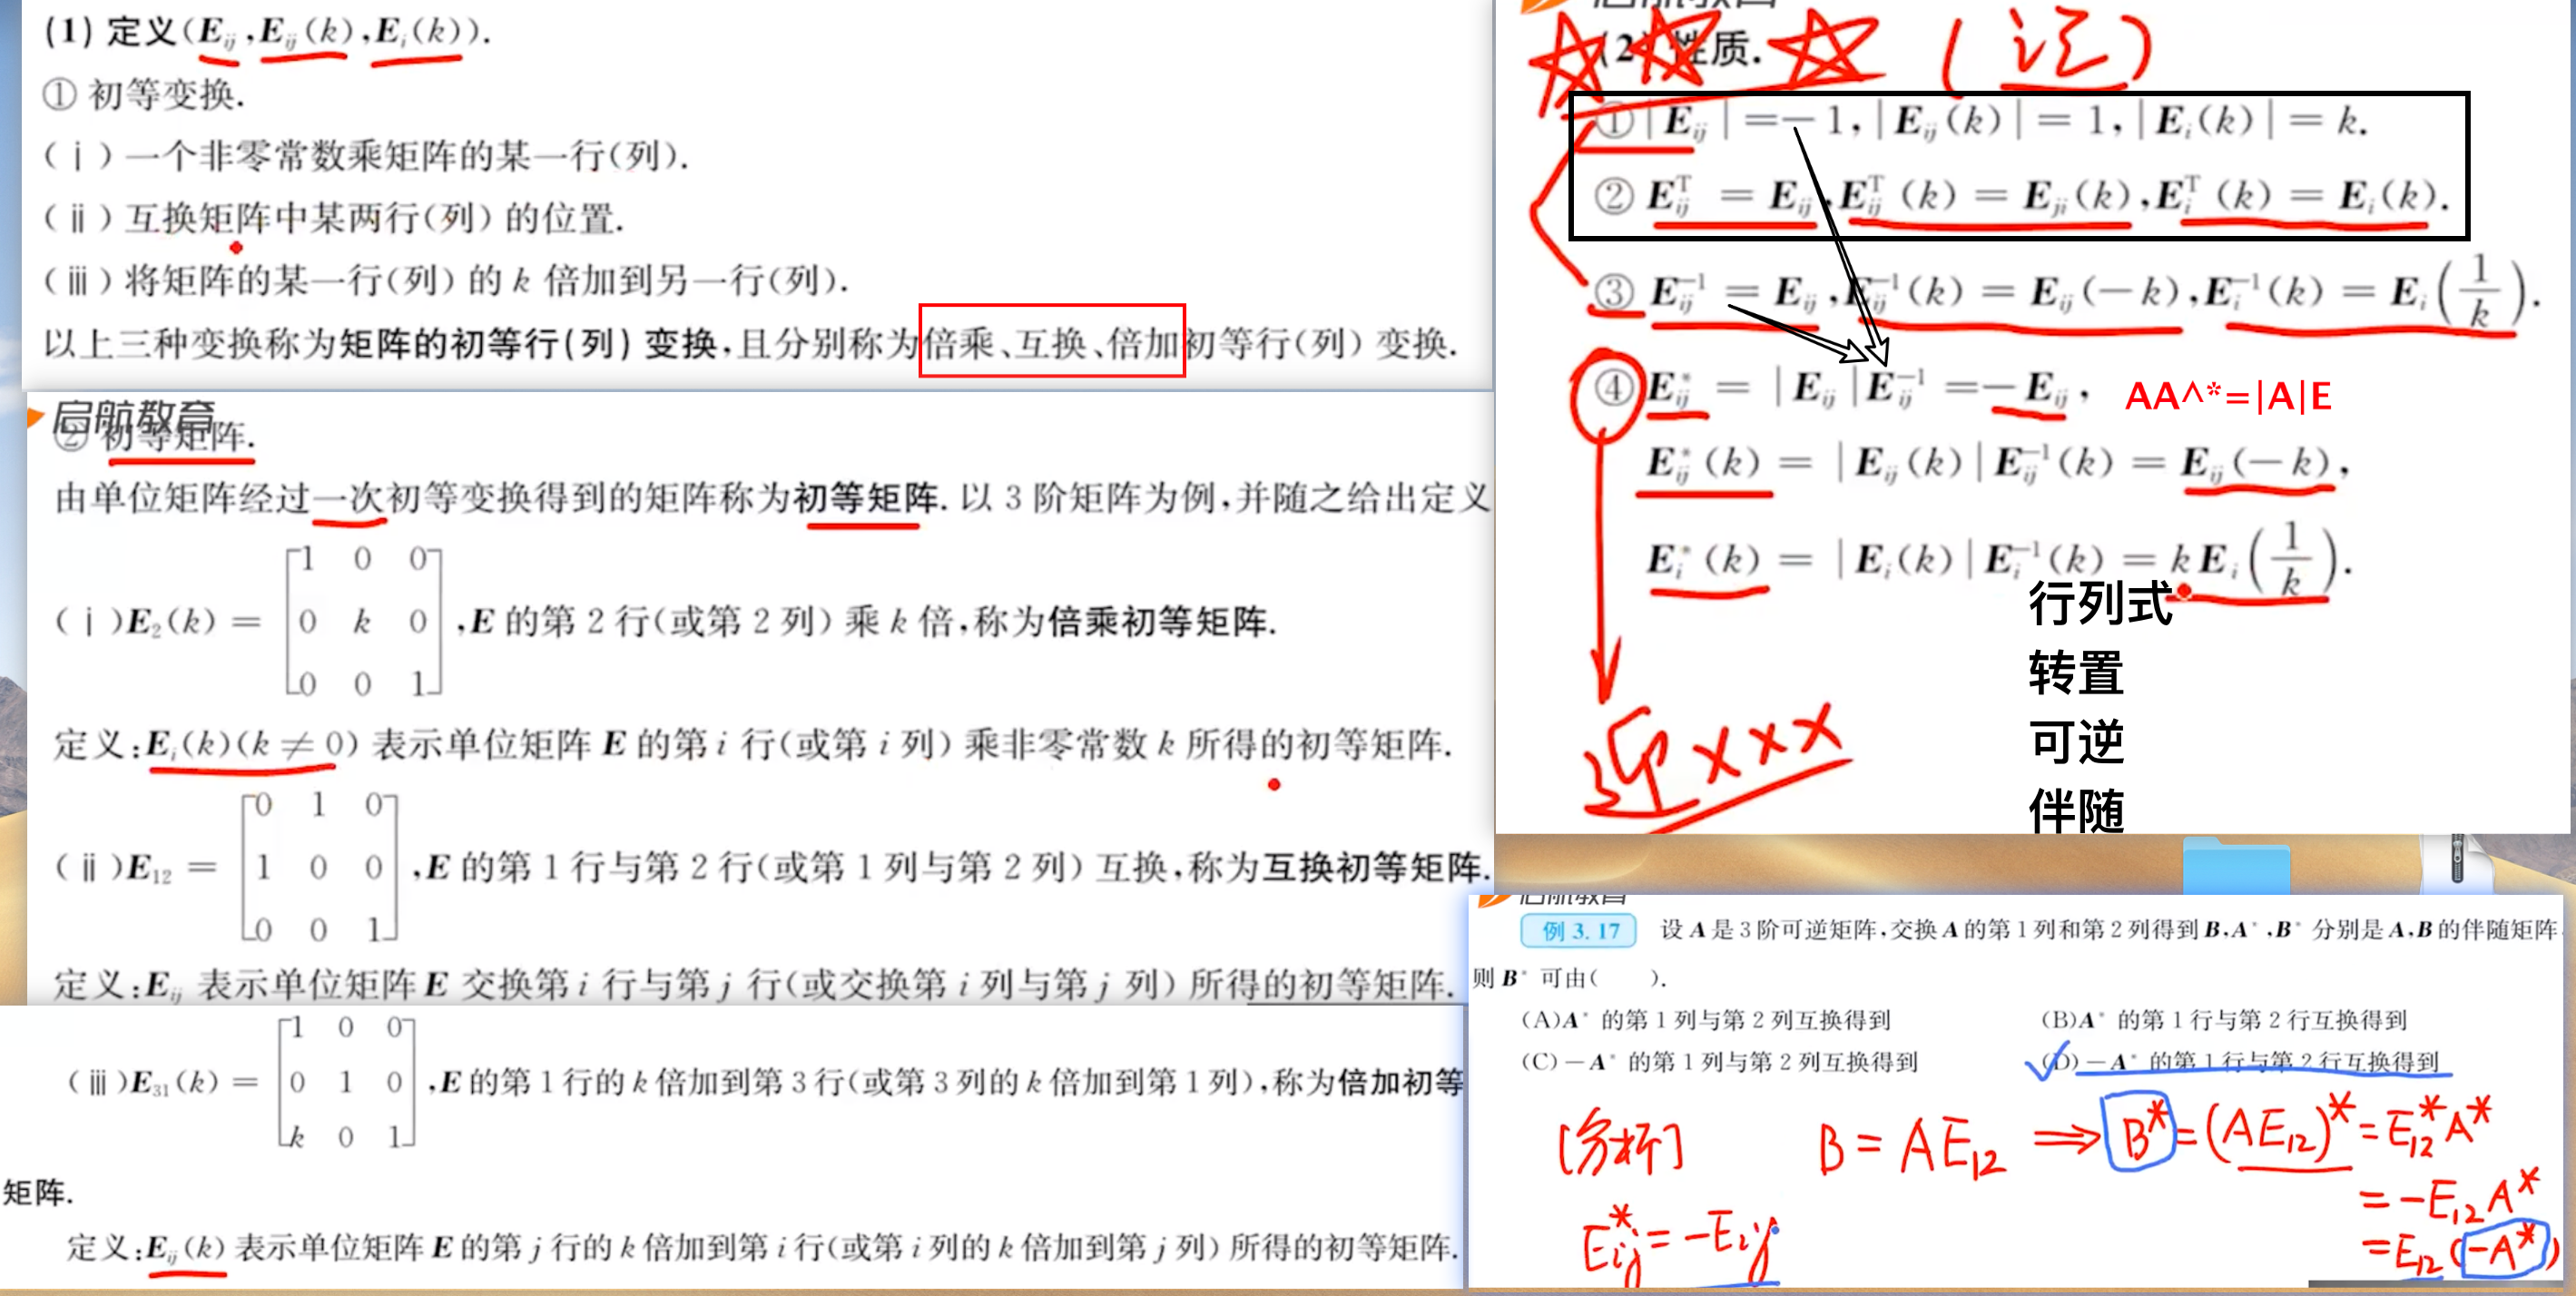 (1) 定义(E_{ij},E_{ij}(k),E_i(k)).
① 初等变换.
(ⅰ)一个非零常数乘矩阵的某一行(列).
(ⅱ)互换矩阵中某两行(列)的位置.
(ⅲ)将矩阵的某一行(列)的 k 倍加到另一行(列).
以上三种变换称为矩阵的初等行(列)变换,且分别称为倍乘、互换、倍加初等行(列)变换.
启航教育
② 初等矩阵.
由单位矩阵经过一次初等变换得到的矩阵称为初等矩阵. 以 3 阶矩阵为例,并随之给出定义
1 0 0
(ⅰ)E_2(k) = 0 k 0 ,E 的第 2 行(或第 2 列)乘 k 倍,称为倍乘初等矩阵.
0 0 1
定义:E_i(k)(k ≠ 0) 表示单位矩阵 E 的第 i 行(或第 i 列)乘非零常数 k 所得的初等矩阵.
0 1 0
(ⅱ)E_{12} = 1 0 0 ,E 的第 1 行与第 2 行(或第 1 列与第 2 列)互换,称为互换初等矩阵.
0 0 1
定义:E_{ij} 表示单位矩阵 E 交换第 i 行与第 j 行(或交换第 i 列与第 j 列)所得的初等矩阵.
1 0 0
(ⅲ)E_{31}(k) = 0 1 0 ,E 的第 1 行的 k 倍加到第 3 行(或第 3 列的 k 倍加到第 1 列),称为倍加初等
k 0 1
矩阵.
定义:E_{ij}(k) 表示单位矩阵 E 的第 j 行的 k 倍加到第 i 行(或第 i 列的 k 倍加到第 j 列)所得的初等矩阵.
启航教育
(2) 性质. (记)
① |E_{ij}| =− 1,|E_{ij}(k)| = 1,|E_i(k)| = k.
② E_{ij}^T = E_{ij},E_{ij}^T(k) = E_{ji}(k),E_i^T(k) = E_i(k).
③ E_{ij}^{-1} = E_{ij},E_{ij}^{-1}(k) = E_{ij}(−k),E_i^{-1}(k) = E_i(1/k).
④ E_{ij}^* = |E_{ij}|E_{ij}^{-1} =− E_{ij}, AA^*=|A|E
E_{ij}^*(k) = |E_{ij}(k)|E_{ij}^{-1}(k) = E_{ij}(−k),
E_i^*(k) = |E_i(k)|E_i^{-1}(k) = kE_i(1/k).
行列式
转置
可逆
伴随
×××
启航教育
例 3.17 设 A 是 3 阶可逆矩阵,交换 A 的第 1 列和第 2 列得到 B,A^*,B^* 分别是 A,B 的伴随矩阵
则 B^* 可由( ).
(A)A^* 的第 1 列与第 2 列互换得到 (B)A^* 的第 1 行与第 2 行互换得到
(C)−A^* 的第 1 列与第 2 列互换得到 (D)−A^* 的第 1 行与第 2 行互换得到
[分析] B = AE_{12} ⟹ B^* = (AE_{12})^* = E_{12}^*A^*
= −E_{12}A^*
E_{ij}^* = −E_{ij} = E_{12}(−A^*)